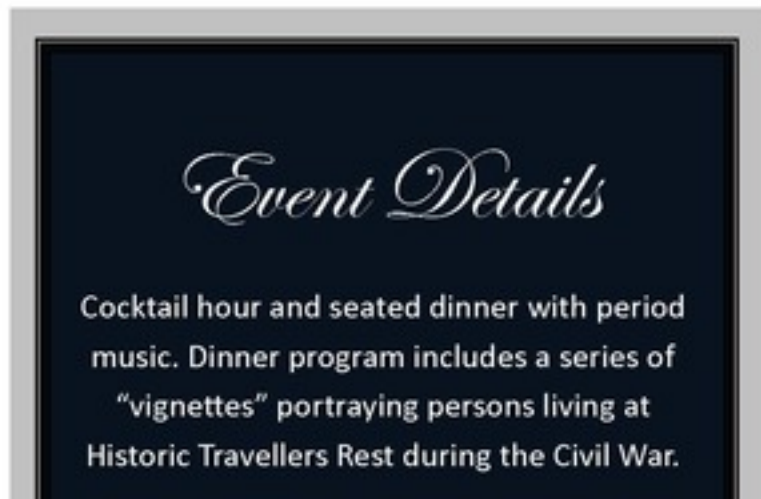 Event Details
Cocktail hour and seated dinner with period
music. Dinner program includes a series of
“vignettes” portraying persons living at
Historic Travellers Rest during the Civil War.